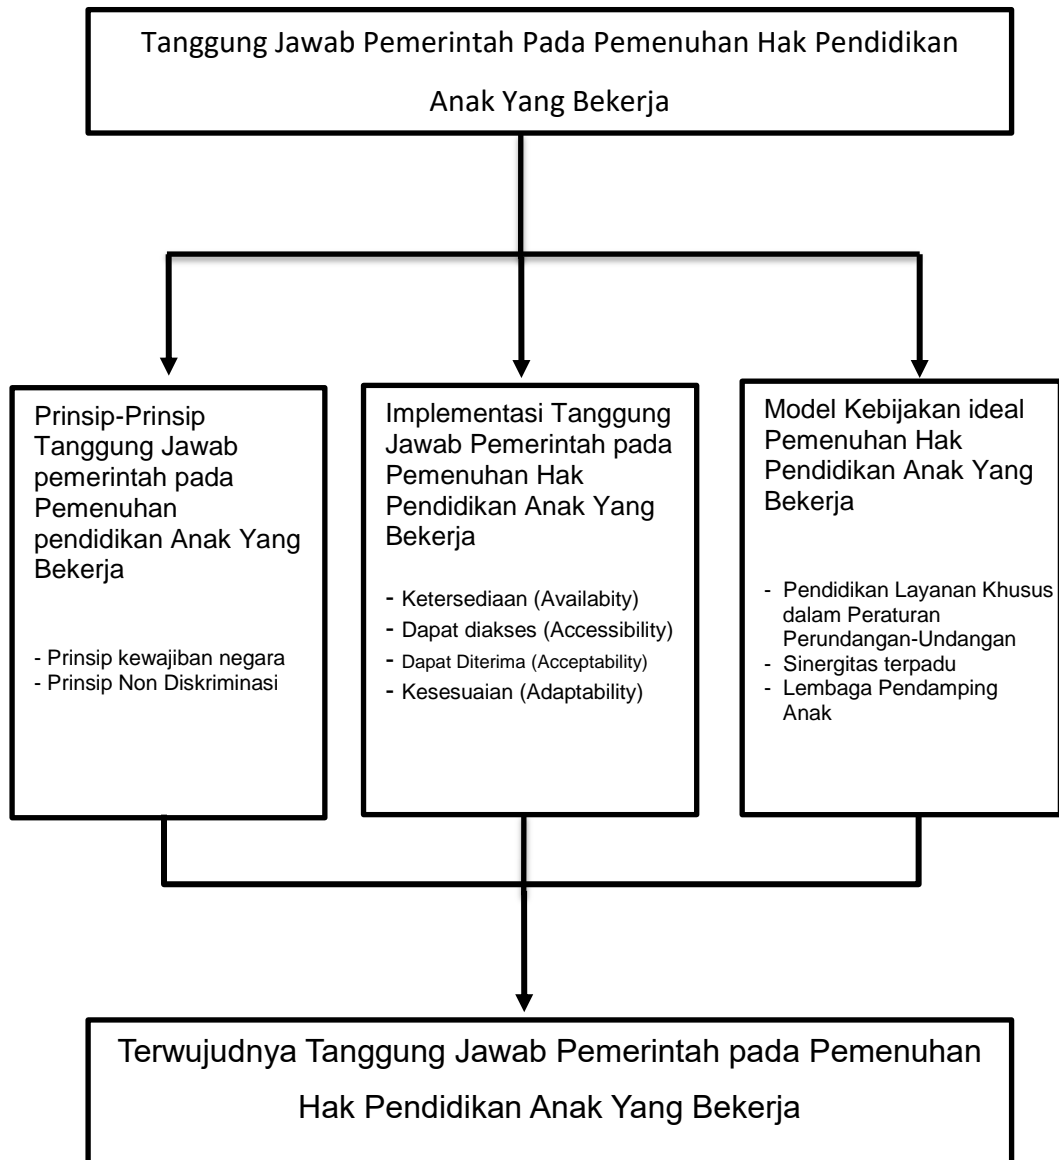 Tanggung Jawab Pemerintah Pada Pemenuhan Hak Pendidikan
Anak Yang Bekerja
Prinsip-Prinsip
Tanggung Jawab
pemerintah pada
Pemenuhan
pendidikan Anak Yang
Bekerja
- Prinsip kewajiban negara
- Prinsip Non Diskriminasi
Implementasi Tanggung
Jawab Pemerintah pada
Pemenuhan Hak
Pendidikan Anak Yang
Bekerja
- Ketersediaan (Availabity)
- Dapat diakses (Accessibility)
- Dapat Diterima (Acceptability)
- Kesesuaian (Adaptability)
Model Kebijakan ideal
Pemenuhan Hak
Pendidikan Anak Yang
Bekerja
- Pendidikan Layanan Khusus
dalam Peraturan
Perundangan-Undangan
- Sinergitas terpadu
- Lembaga Pendamping
Anak
Terwujudnya Tanggung Jawab Pemerintah pada Pemenuhan
Hak Pendidikan Anak Yang Bekerja